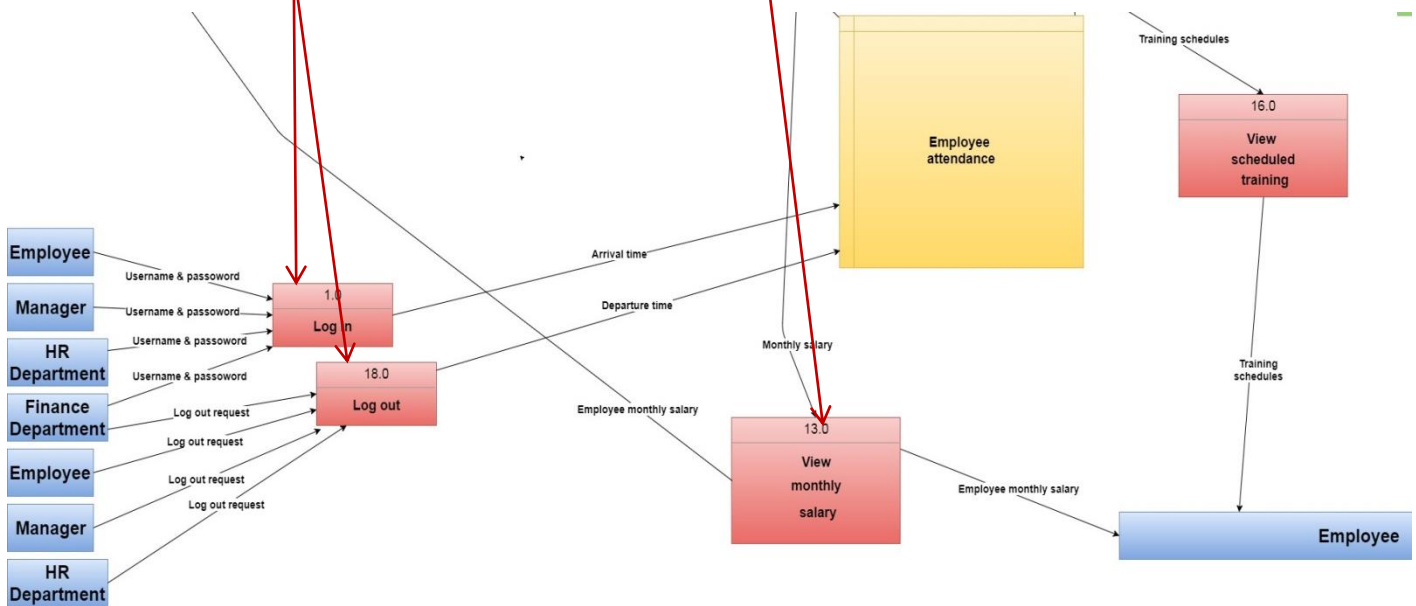 Training schedules
16.0
View
scheduled
training
Employee
attendance
Employee
Username & passoword
Arrival time
1.0
Manager
Username & passoword
Departure time
Log in
Username & passoword
HR
Department
Monthly salary
Username & passoword
18.0
Training
schedules
Finance
Department
Log out request
Log out
Employee monthly salary
13.0
Log out request
View
monthly
salary
Employee
Log out request
Employee monthly salary
Log out request
Manager
Employee
HR
Department